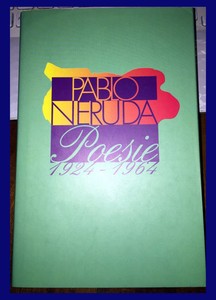 PABLO
NERUDA
Poesie
1924-1964